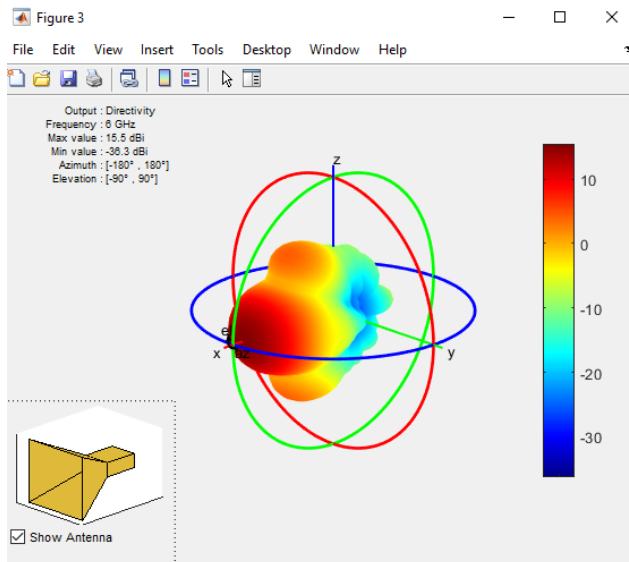 Figure 3
File Edit View Insert Tools Desktop Window Help
Output : Directivity
Frequency : 6 GHz
Max value : 15.5 dBi
Min value : -36.3 dBi
Azimuth : [-180° , 180°]
Elevation : [-90° , 90°]
z
10
0
-10
-20
-30
x
az
y
Show Antenna